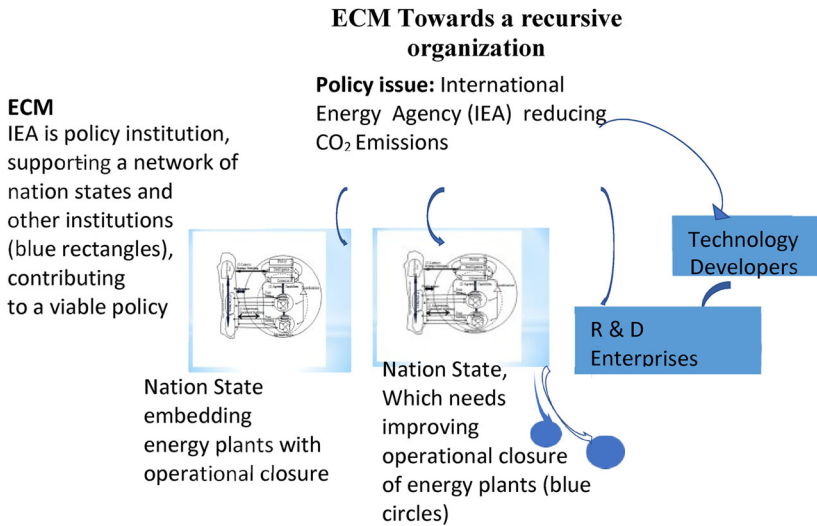 ECM Towards a recursive
organization
Policy issue: International
Energy Agency (IEA) reducing
CO₂ Emissions
ECM
IEA is policy institution,
supporting a network of
nation states and
other institutions
(blue rectangles),
contributing
to a viable policy
Technology
Developers
R & D
Enterprises
Nation State
embedding
energy plants with
operational closure
Nation State,
Which needs
improving
operational closure
of energy plants (blue
circles)